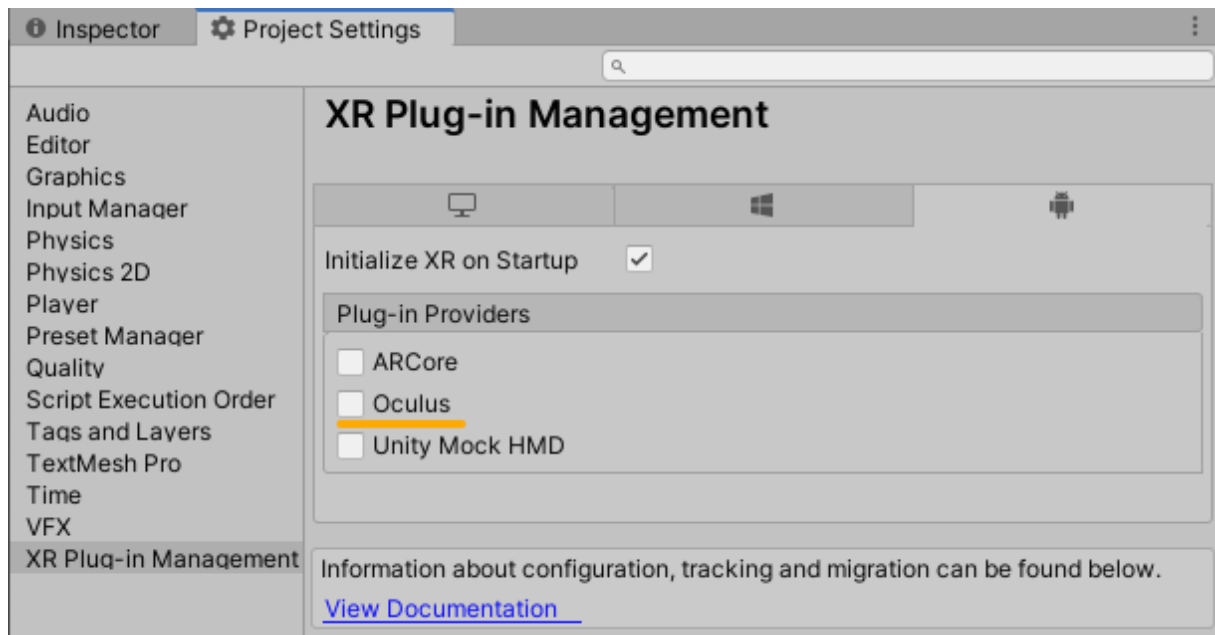 Inspector
Project Settings
XR Plug-in Management
Audio
Editor
Graphics
Input Manager
Physics
Physics 2D
Player
Preset Manager
Quality
Script Execution Order
Tags and Layers
TextMesh Pro
Time
VFX
XR Plug-in Management
Initialize XR on Startup
Plug-in Providers
ARCore
Oculus
Unity Mock HMD
Information about configuration, tracking and migration can be found below.
View Documentation